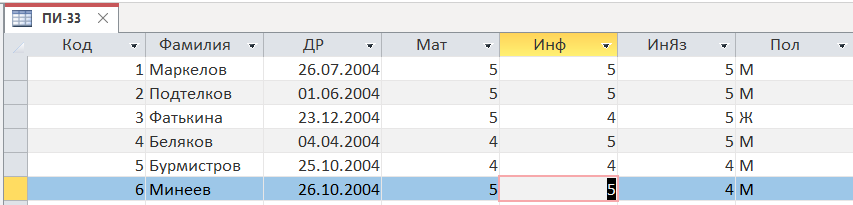 ПИ-33
Код Фамилия ДР Мат Инф ИнЯз Пол
1 Маркелов 26.07.2004 5 5 5 М
2 Подтелков 01.06.2004 5 5 5 М
3 Фатькина 23.12.2004 5 4 5 Ж
4 Беляков 04.04.2004 4 5 5 М
5 Бурмистров 25.10.2004 4 4 4 М
6 Минеев 26.10.2004 5 5 4 М